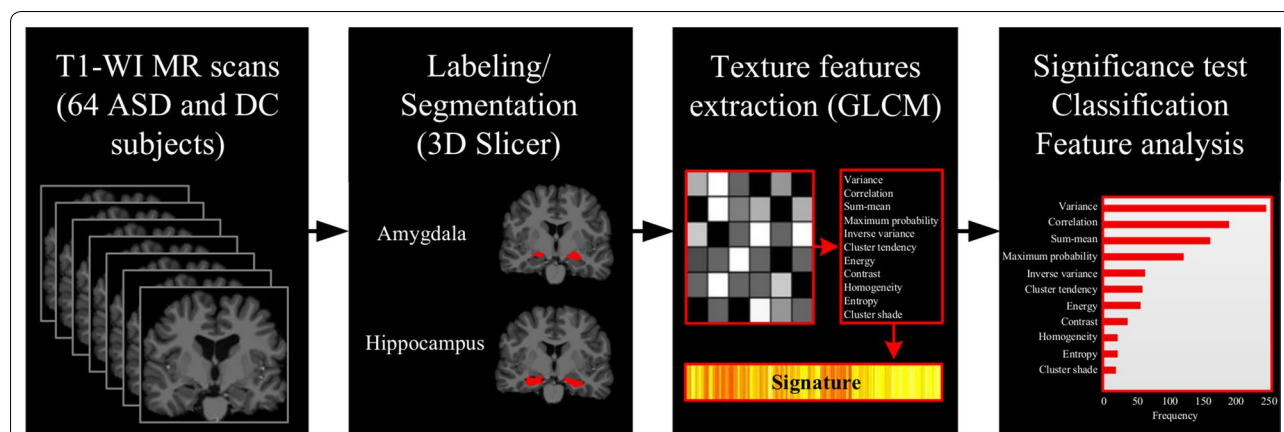 T1-WI MR scans
(64 ASD and DC
subjects)
Labeling/
Segmentation
(3D Slicer)
Amygdala
Hippocampus
Texture features
extraction (GLCM)
Variance
Correlation
Sum-mean
Maximum probability
Inverse variance
Cluster tendency
Energy
Contrast
Homogeneity
Entropy
Cluster shade
Signature
Significance test
Classification
Feature analysis
Variance
Correlation
Sum-mean
Maximum probability
Inverse variance
Cluster tendency
Energy
Contrast
Homogeneity
Entropy
Cluster shade
0 50 100 150 200 250
Frequency